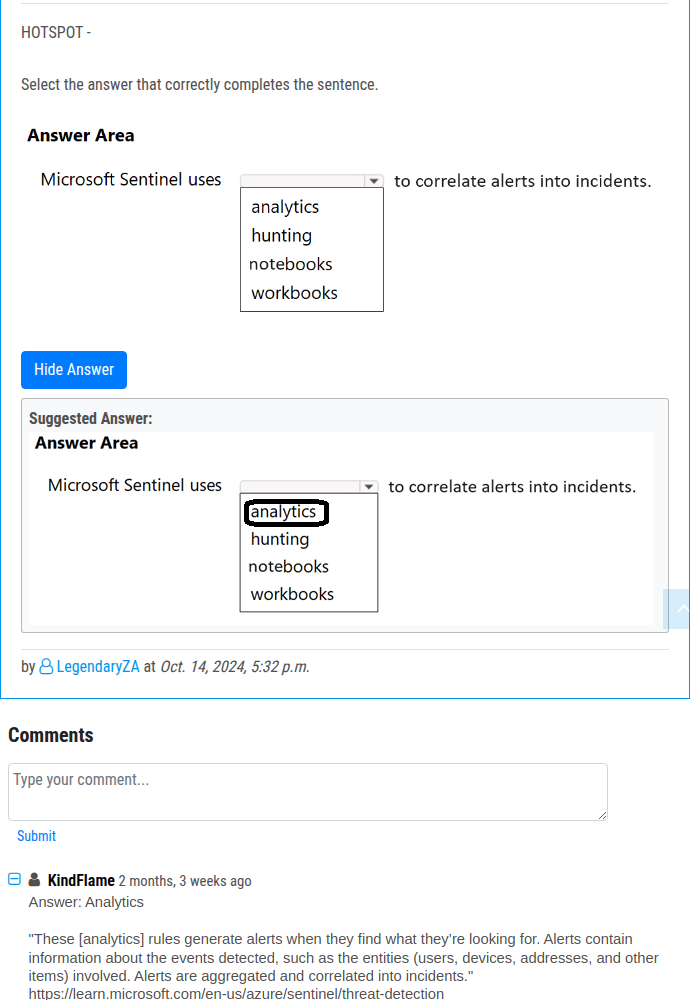 HOTSPOT -
Select the answer that correctly completes the sentence.
Answer Area
Microsoft Sentinel uses to correlate alerts into incidents.
analytics
hunting
notebooks
workbooks
Hide Answer
Suggested Answer:
Answer Area
Microsoft Sentinel uses to correlate alerts into incidents.
analytics
hunting
notebooks
workbooks
by LegendaryZA at Oct. 14, 2024, 5:32 p.m.
Comments
Type your comment...
Submit
KindFlame 2 months, 3 weeks ago
Answer: Analytics
"These [analytics] rules generate alerts when they find what they’re looking for. Alerts contain
information about the events detected, such as the entities (users, devices, addresses, and other
items) involved. Alerts are aggregated and correlated into incidents."
https://learn.microsoft.com/en-us/azure/sentinel/threat-detection